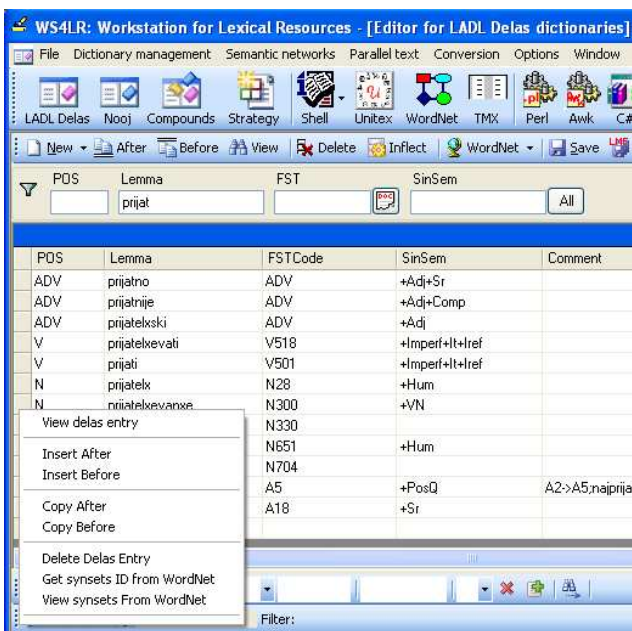 WS4LR: Workstation for Lexical Resources - [Editor for LADL Delas dictionaries]
File Dictionary management Semantic networks Parallel text Conversion Options Window
LADL Delas Nooj Compounds Strategy Shell Unitex WordNet TMX Perl Awk C#
New After Before View Delete Inflect WordNet Save
POS Lemma FST SinSem
prijat All
POS Lemma FSTCode SinSem Comment
ADV prijatno ADV +Adj+Sr
ADV prijatnije ADV +Adj+Comp
ADV prijatelxski ADV +Adj
V prijatelxevati V518 +Imperf+It+Iref
V prijati V501 +Imperf+It+Iref
N prijatelx N28 +Hum
N prijatelxevanxe N300 +VN
View delas entry N330
Insert After N651 +Hum
Insert Before N704
A5 +PosQ A2->A5;najprija
Copy After A18 +Sr
Copy Before
Delete Delas Entry
Get synsets ID from WordNet
View synsets From WordNet
Filter: